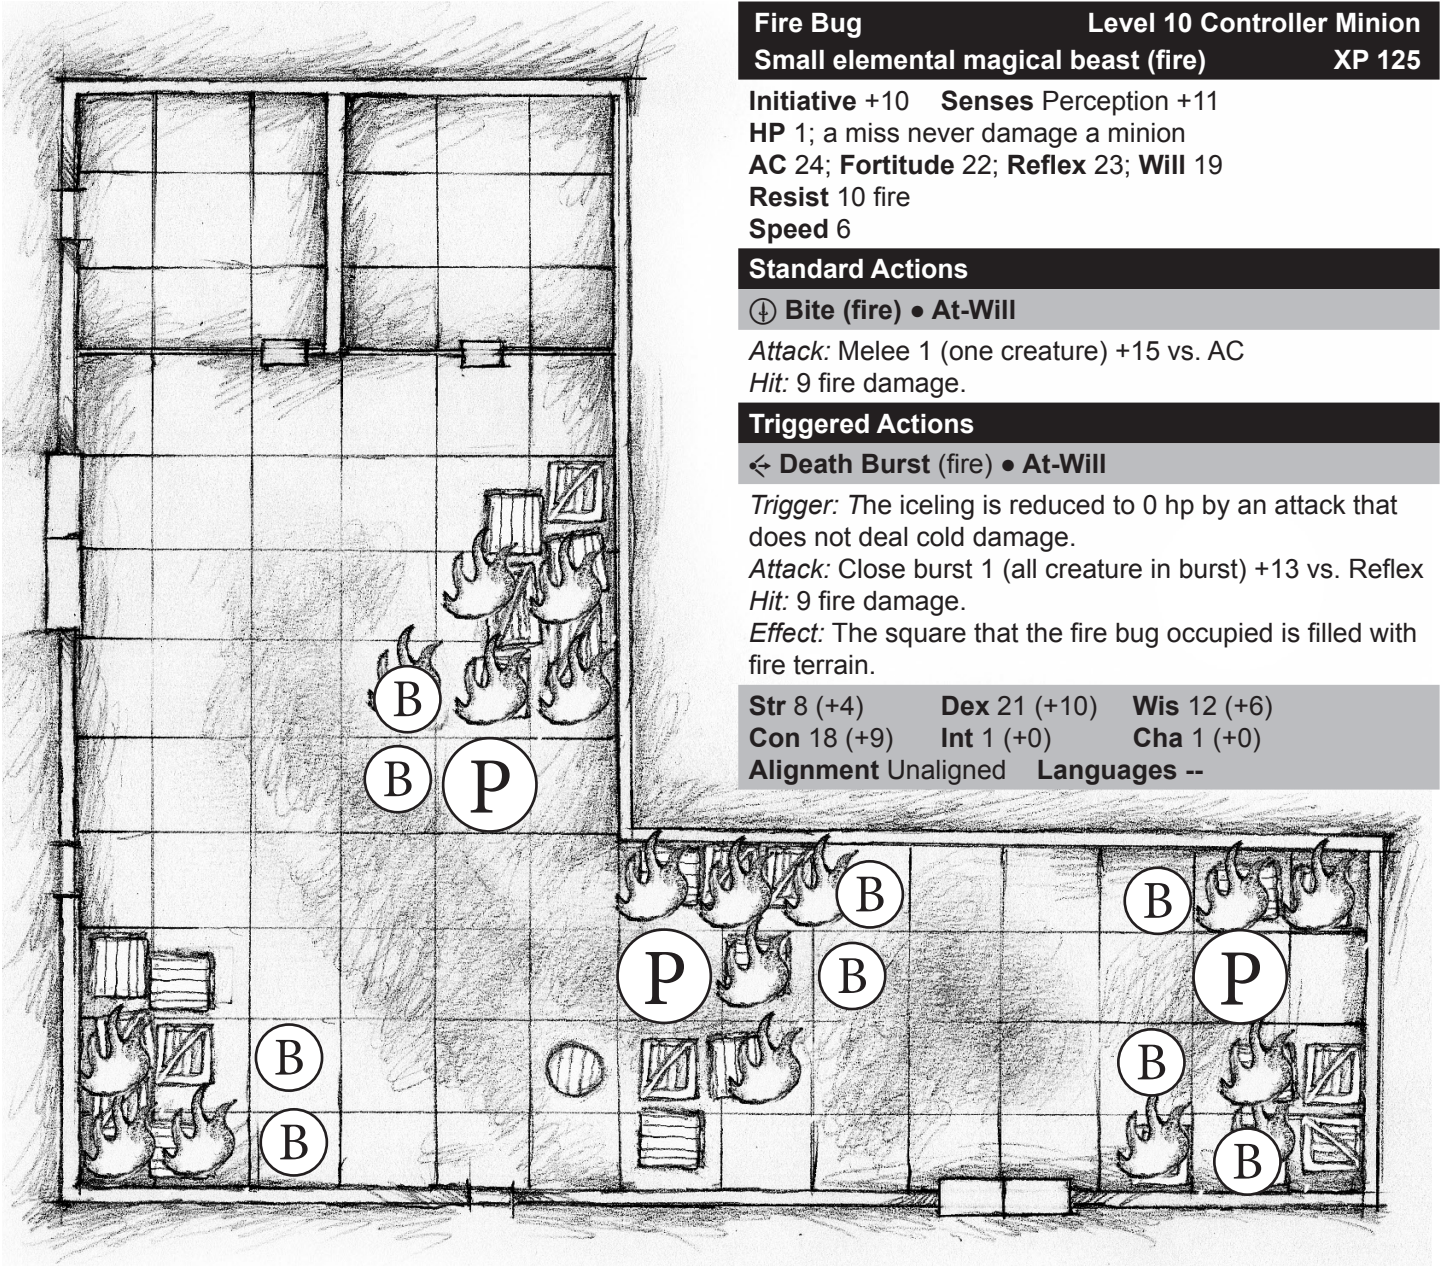 Fire Bug Level 10 Controller Minion
Small elemental magical beast (fire) XP 125
Initiative +10 Senses Perception +11
HP 1; a miss never damage a minion
AC 24; Fortitude 22; Reflex 23; Will 19
Resist 10 fire
Speed 6
Standard Actions
Bite (fire) ● At-Will
Attack: Melee 1 (one creature) +15 vs. AC
Hit: 9 fire damage.
Triggered Actions
Death Burst (fire) ● At-Will
Trigger: The iceling is reduced to 0 hp by an attack that
does not deal cold damage.
Attack: Close burst 1 (all creature in burst) +13 vs. Reflex
Hit: 9 fire damage.
Effect: The square that the fire bug occupied is filled with
fire terrain.
Str 8 (+4) Dex 21 (+10) Wis 12 (+6)
Con 18 (+9) Int 1 (+0) Cha 1 (+0)
Alignment Unaligned Languages --
B
B P
B B
P B P
B B
B B